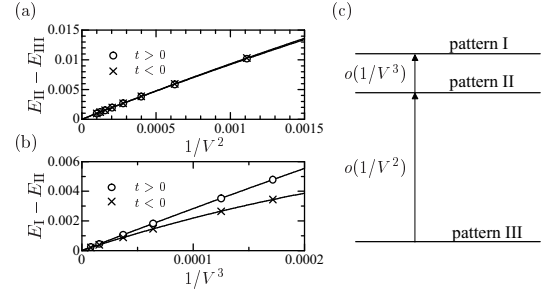 (a)
0.015
0.010
0.005
0
E_II − E_III
t > 0
t < 0
0
0.0005
0.001
0.0015
1/V^2
(b)
0.006
0.004
0.002
0
E_I − E_II
t > 0
t < 0
0
0.0001
0.0002
1/V^3
(c)
pattern I
o(1/V^3)
pattern II
o(1/V^2)
pattern III